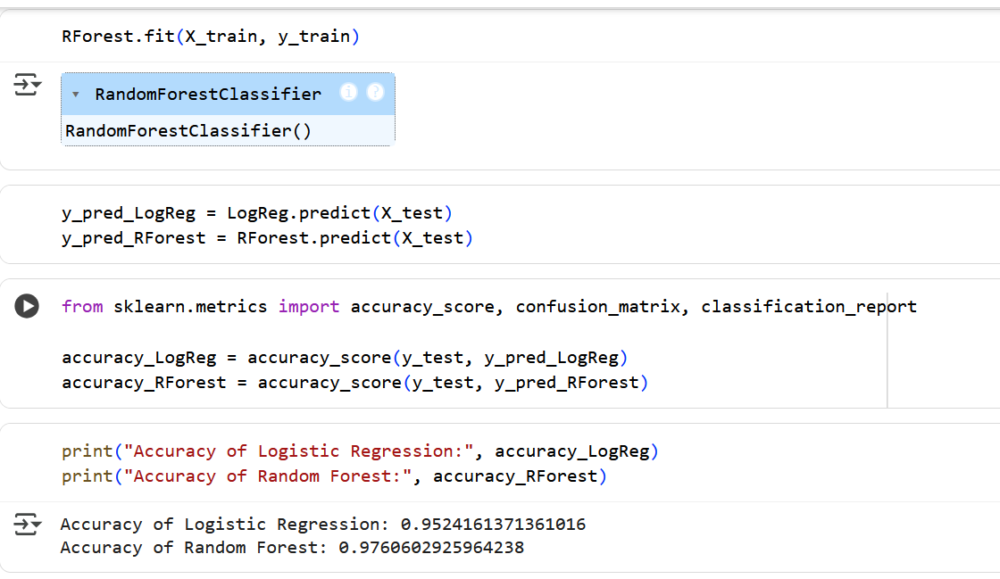 RForest.fit(X_train, y_train)
RandomForestClassifier i ?
RandomForestClassifier()
y_pred_LogReg = LogReg.predict(X_test)
y_pred_RForest = RForest.predict(X_test)
from sklearn.metrics import accuracy_score, confusion_matrix, classification_report
accuracy_LogReg = accuracy_score(y_test, y_pred_LogReg)
accuracy_RForest = accuracy_score(y_test, y_pred_RForest)
print("Accuracy of Logistic Regression:", accuracy_LogReg)
print("Accuracy of Random Forest:", accuracy_RForest)
Accuracy of Logistic Regression: 0.9524161371361016
Accuracy of Random Forest: 0.9760602925964238